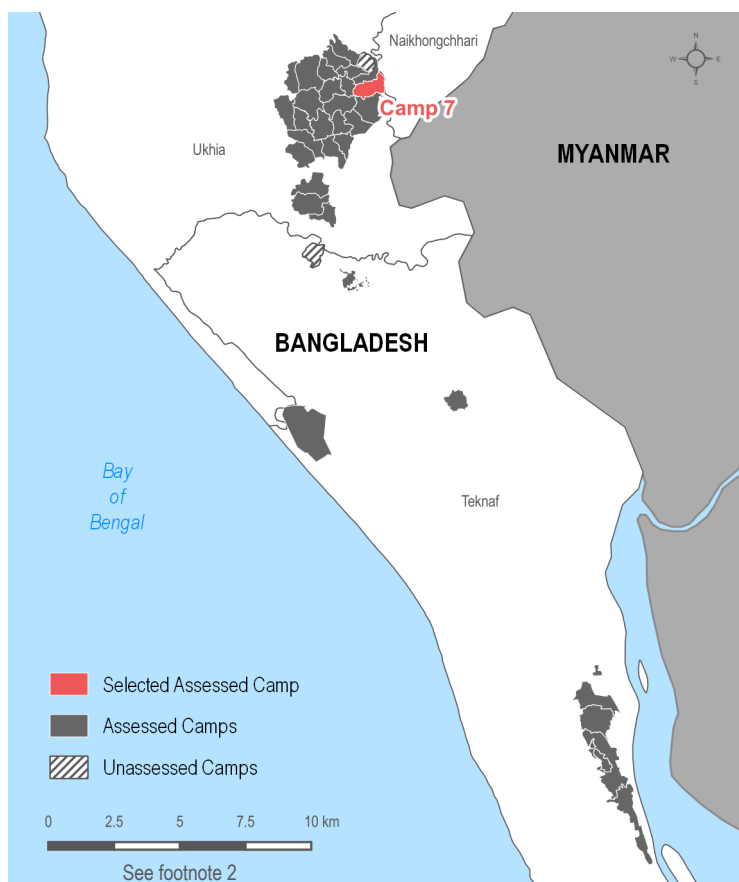 Naikhongchhari
N
W
E
S
Camp 7
Ukhia
MYANMAR
BANGLADESH
Bay
of
Bengal
Teknaf
Selected Assessed Camp
Assessed Camps
Unassessed Camps
0 2.5 5 7.5 10 km
See footnote 2